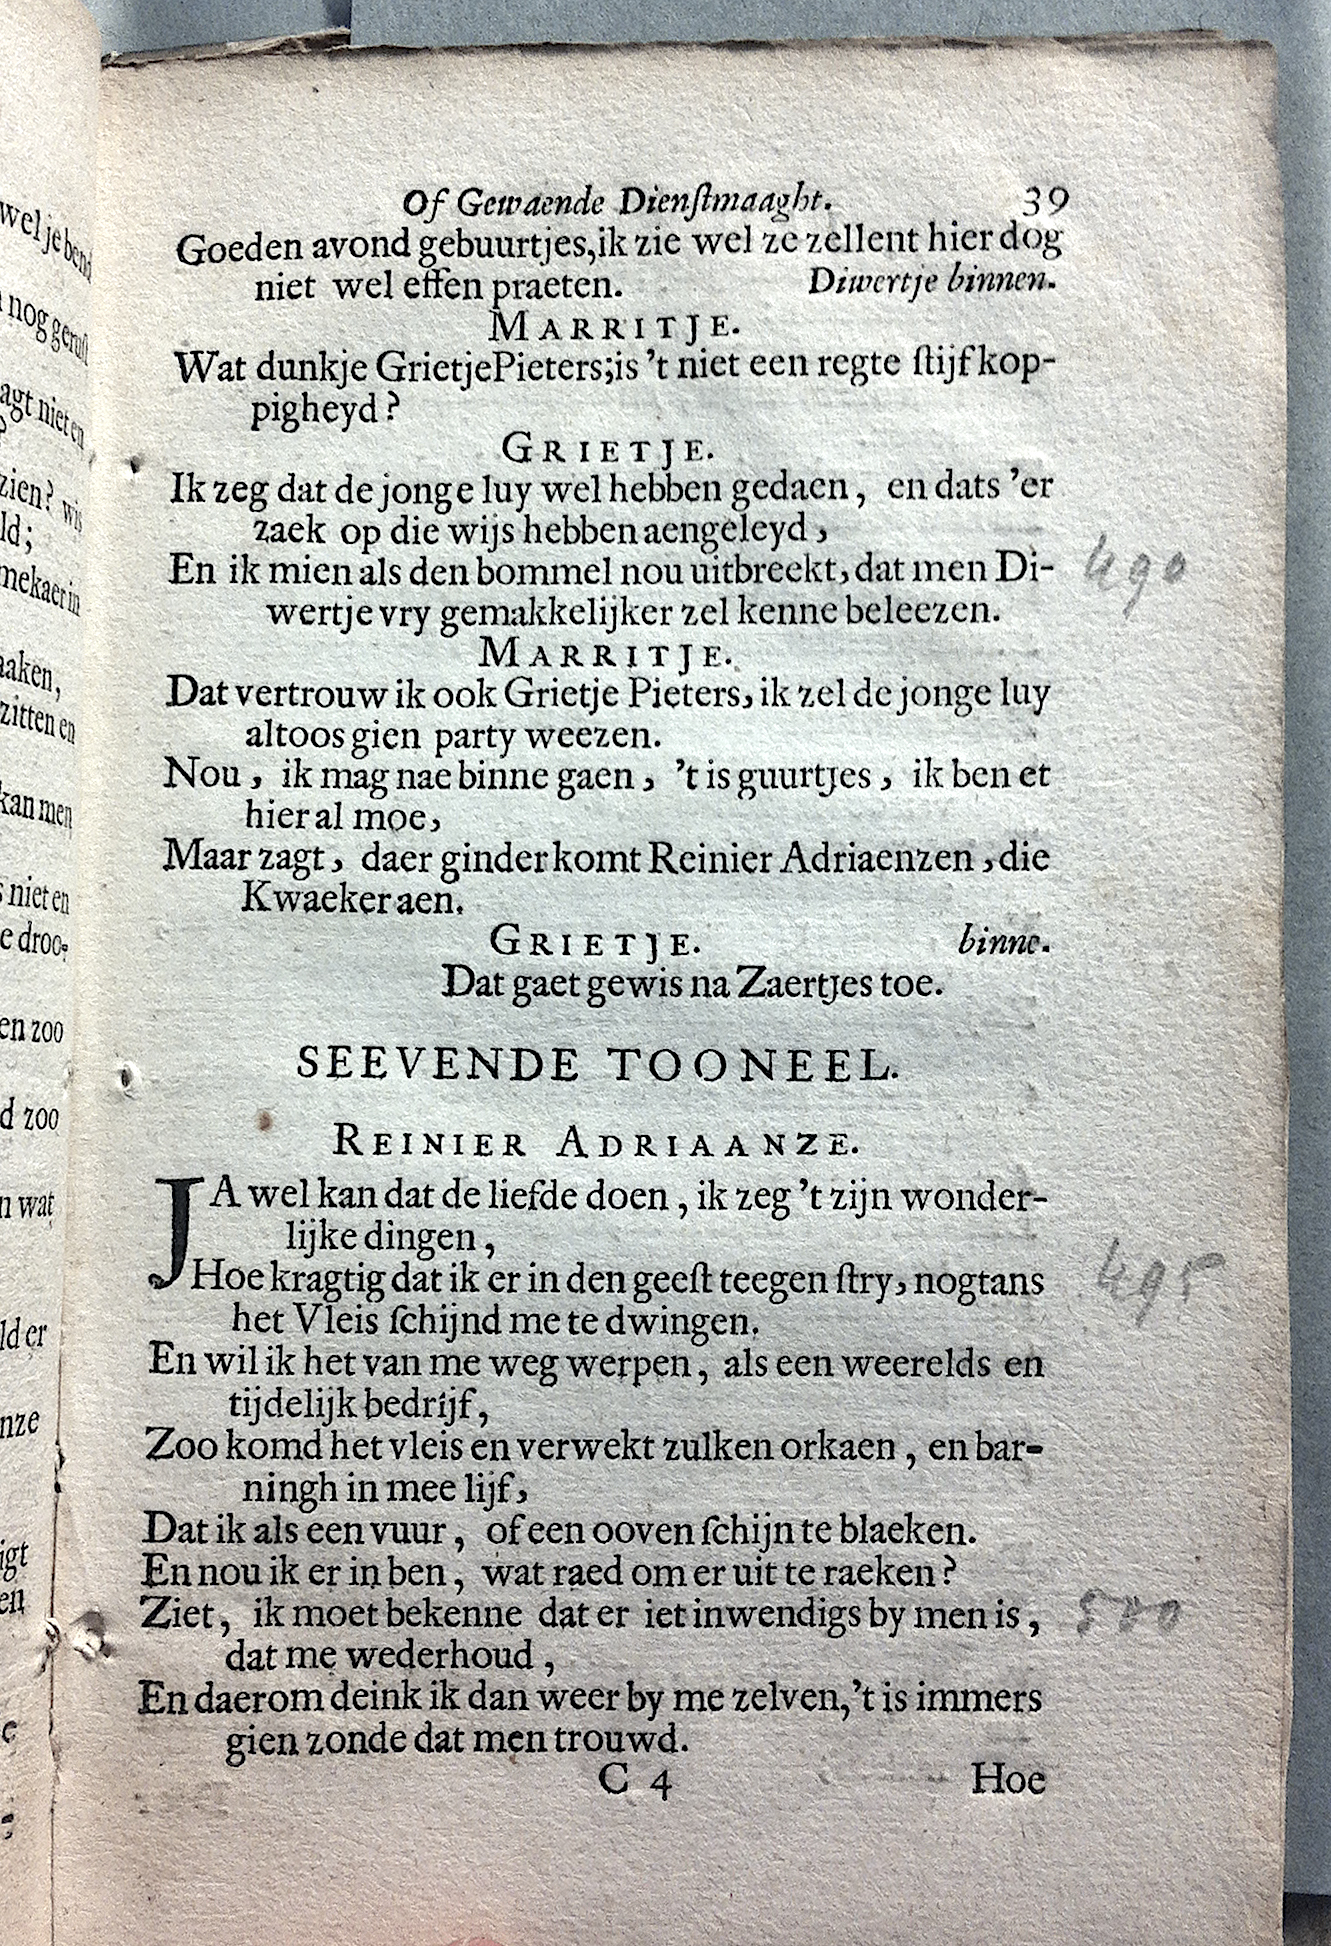 Of Gewaende Dienſtmaaght. 39
Goeden avond gebuurtjes,ik zie wel ze zellent hier dog
niet wel effen praeten. Diwertje binnen.
MARRITJE.
Wat dunkje Grietje Pieters;is 't niet een regte ſtijf kop-
pigheyd?
GRIETJE.
Ik zeg dat de jonge luy wel hebben gedaen, en dats 'er
zaek op die wijs hebben aengeleyd,
En ik mien als den bommel nou uitbreekt, dat men Di- 490
wertje vry gemakkelijker zel kenne beleezen.
MARRITJE.
Dat vertrouw ik ook Grietje Pieters, ik zel de jonge luy
altoos gien party weezen.
Nou, ik mag nae binne gaen, 't is guurtjes, ik ben et
hier al moe,
Maar zagt, daer ginder komt Reinier Adriaenzen, die
Kwaeker aen.
GRIETJE. binne.
Dat gaet gewis na Zaertjes toe.
SEEVENDE TOONEEL.
REINIER ADRIAANZE.
JA wel kan dat de liefde doen, ik zeg 't zijn wonder-
lijke dingen,
Hoe kragtig dat ik er in den geeſt teegen ſtry, nogtans 495
het Vleis ſchijnd me te dwingen.
En wil ik het van me weg werpen, als een weerelds en
tijdelijk bedrijf,
Zoo komd het vleis en verwekt zulken orkaen, en bar-
ningh in mee lijf,
Dat ik als een vuur, of een ooven ſchijn te blaeken.
En nou ik er in ben, wat raed om er uit te raeken?
Ziet, ik moet bekenne dat er iet inwendigs by men is, 500
dat me wederhoud,
En daerom deink ik dan weer by me zelven, 't is immers
gien zonde dat men trouwd.
C 4 Hoe